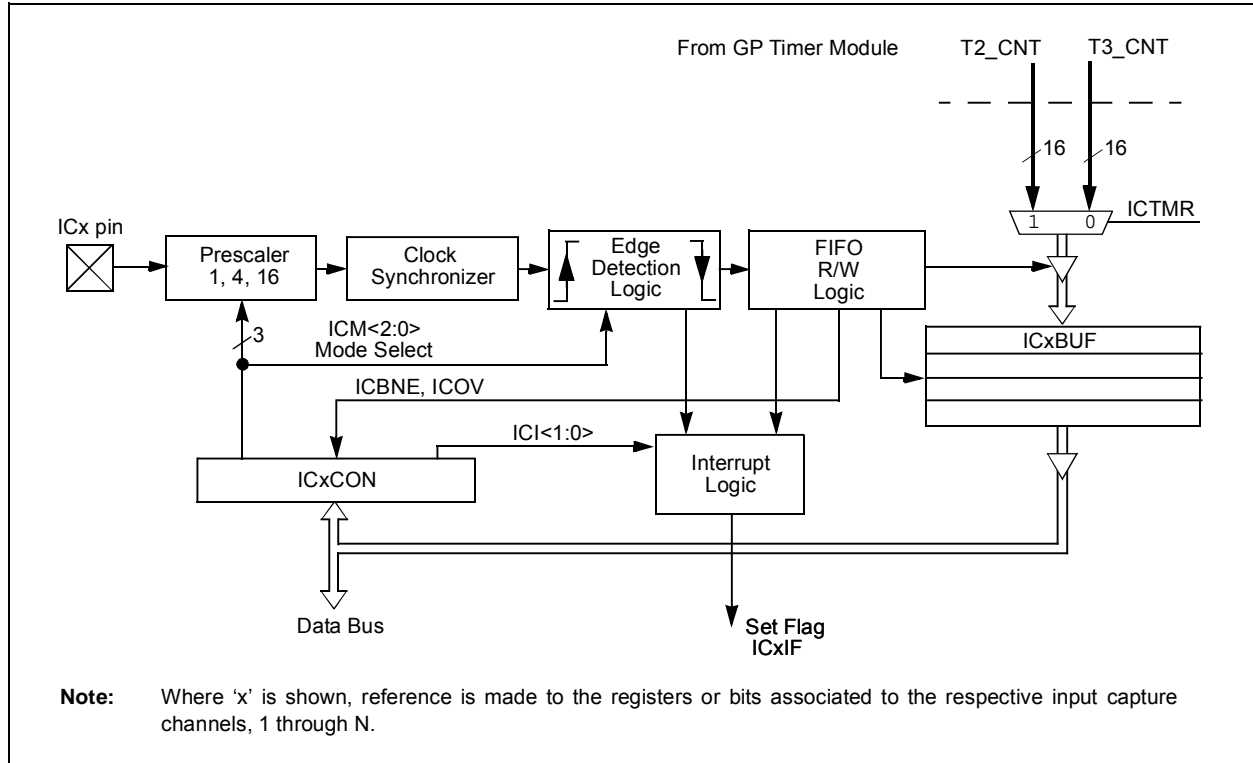 From GP Timer Module T2_CNT T3_CNT
16 16
ICx pin
1 0 ICTMR
Prescaler
1, 4, 16
Clock
Synchronizer
Edge
Detection
Logic
FIFO
R/W
Logic
3
ICM<2:0>
Mode Select
ICxBUF
ICBNE, ICOV
ICI<1:0>
ICxCON
Interrupt
Logic
Data Bus
Set Flag
ICxIF
Note: Where ‘x’ is shown, reference is made to the registers or bits associated to the respective input capture
channels, 1 through N.